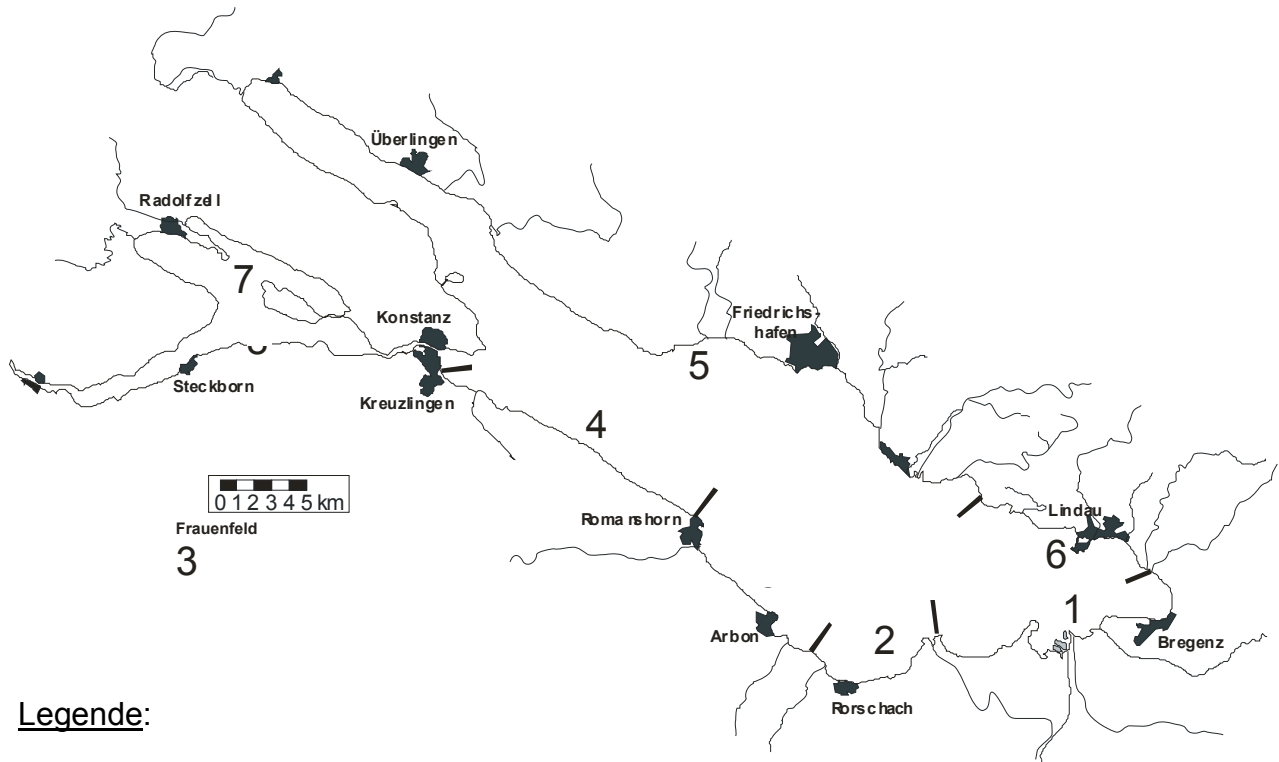 Überlingen
Radolfzell
7
Konstanz
Friedrichs-
hafen
5
Steckborn
Kreuzlingen
4
0 1 2 3 4 5 km
Frauenfeld
3
Romanshorn
Lindau
6
1
Arbon
2
Bregenz
Rorschach
Legende: